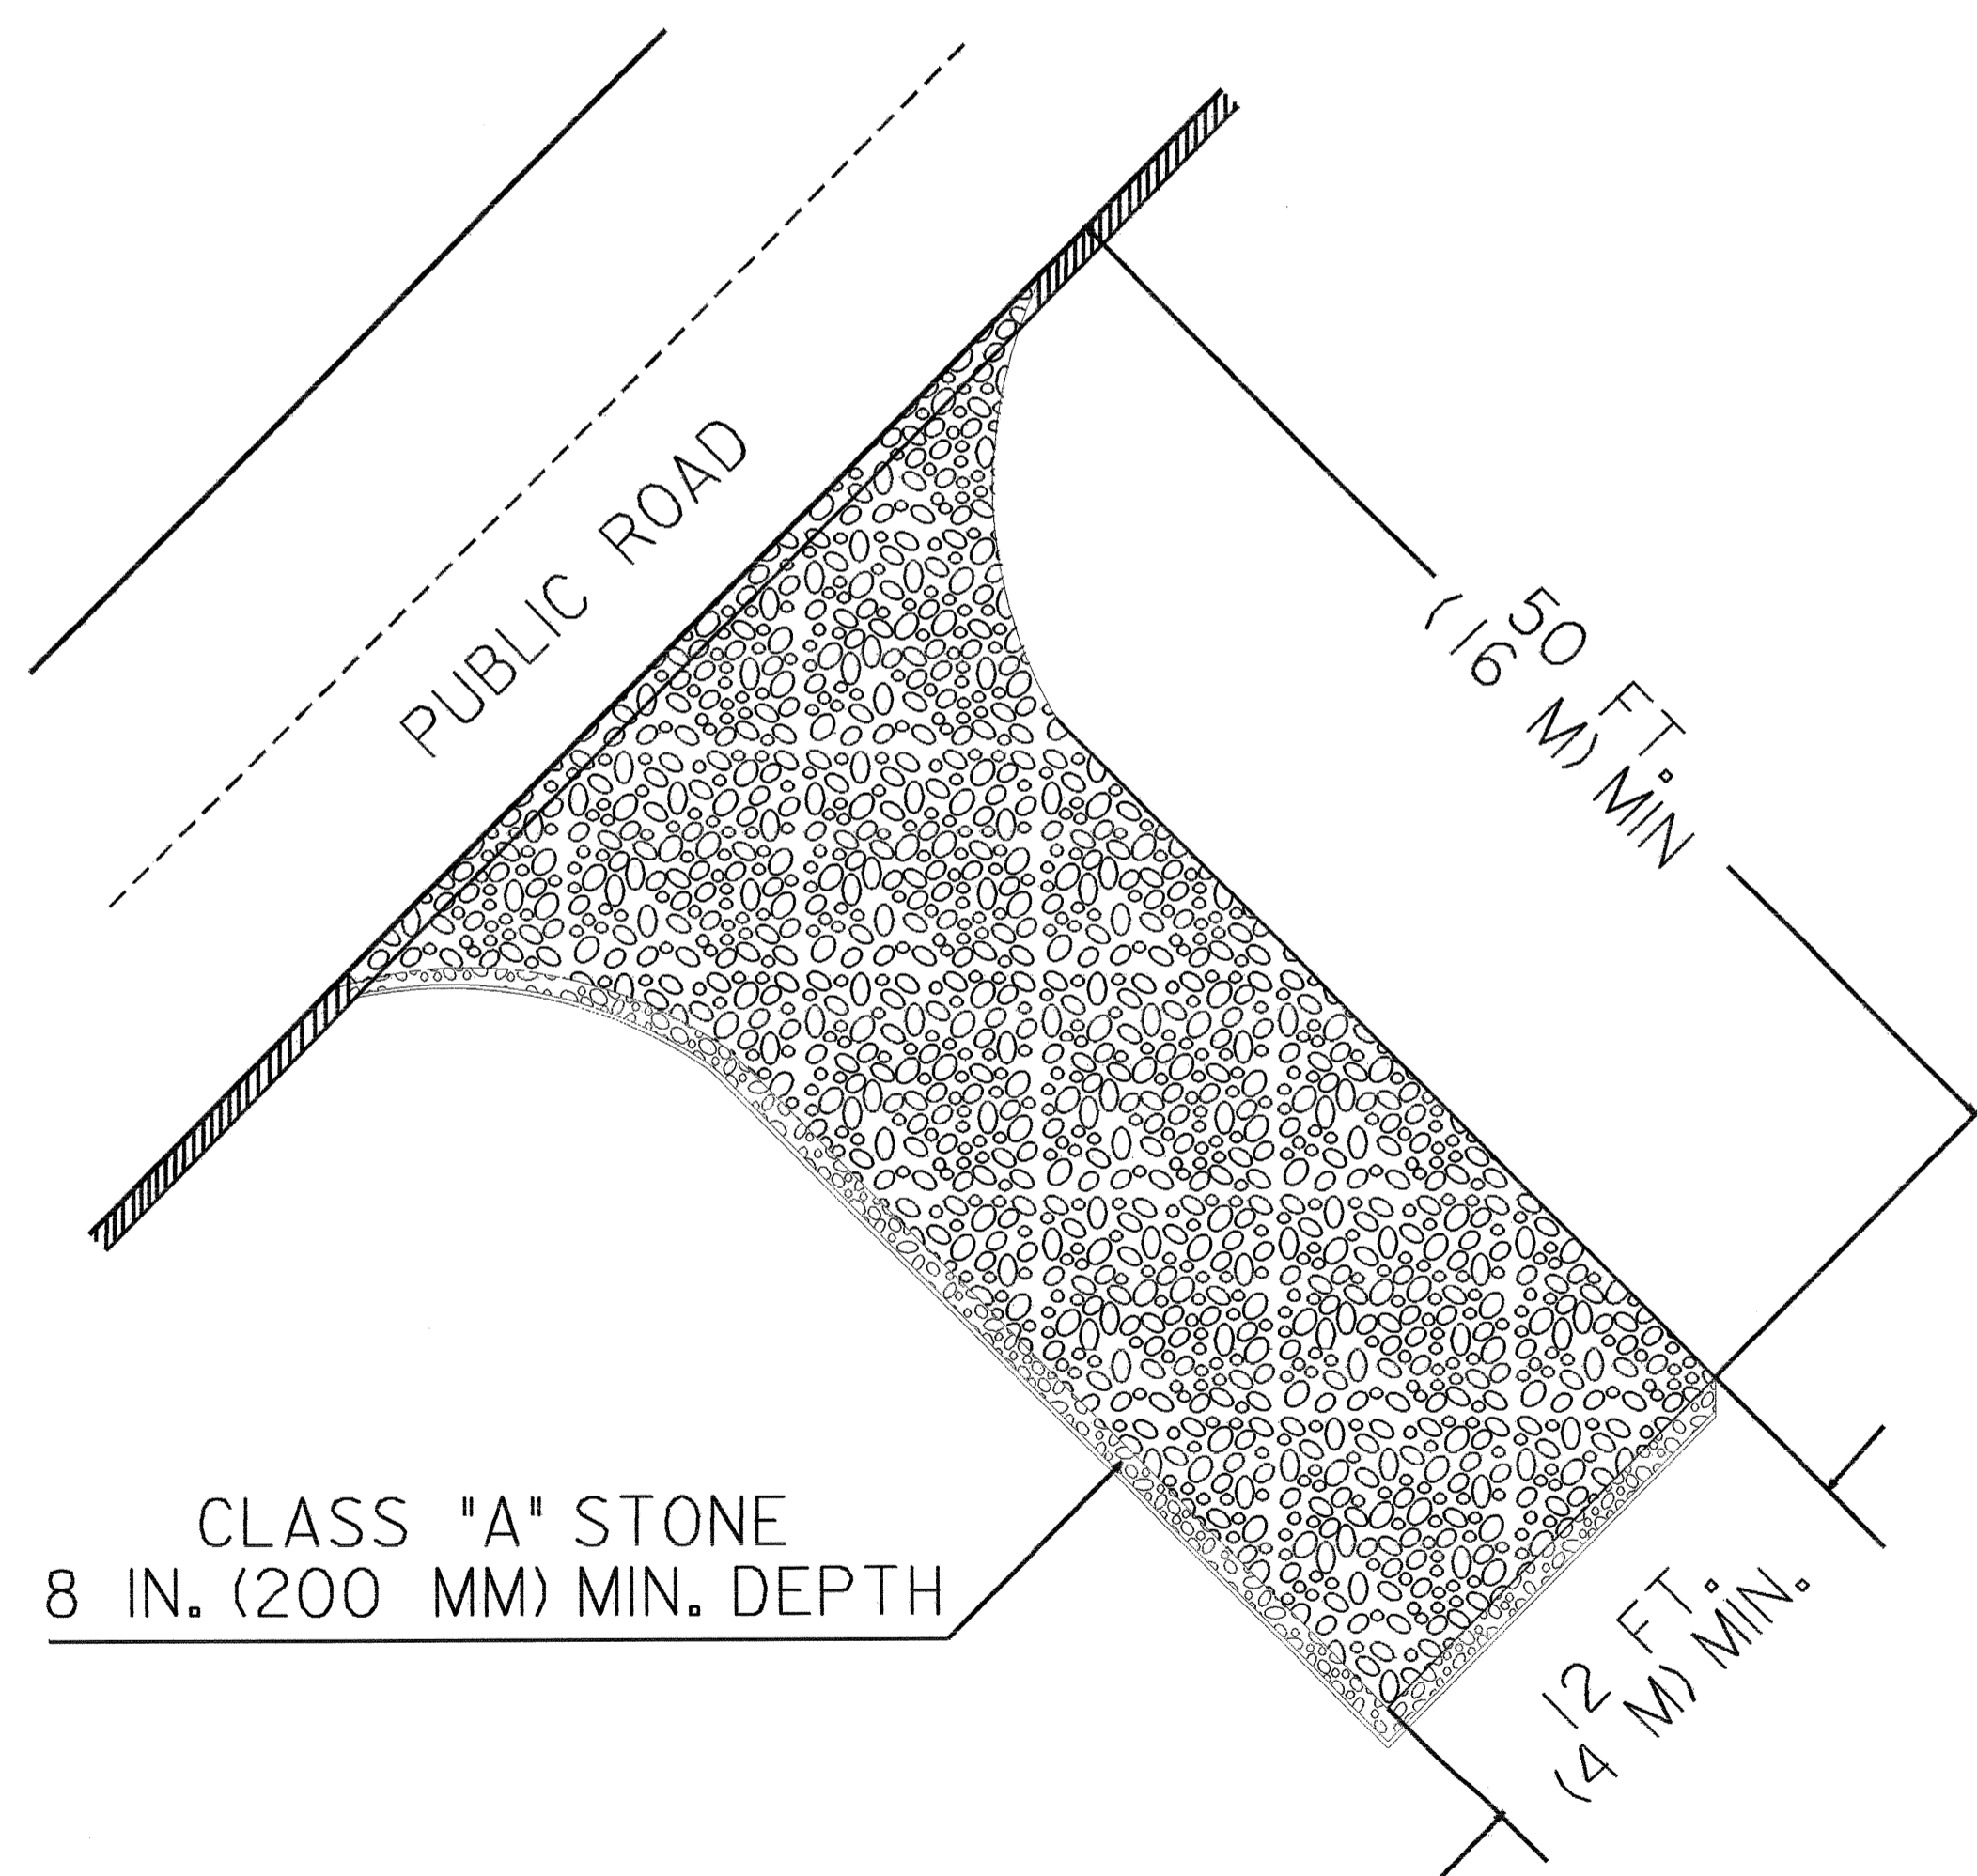 PUBLIC ROAD
50 FT.
(16 M) MIN
CLASS "A" STONE
8 IN. (200 MM) MIN. DEPTH
12 FT.
(4 M) MIN.